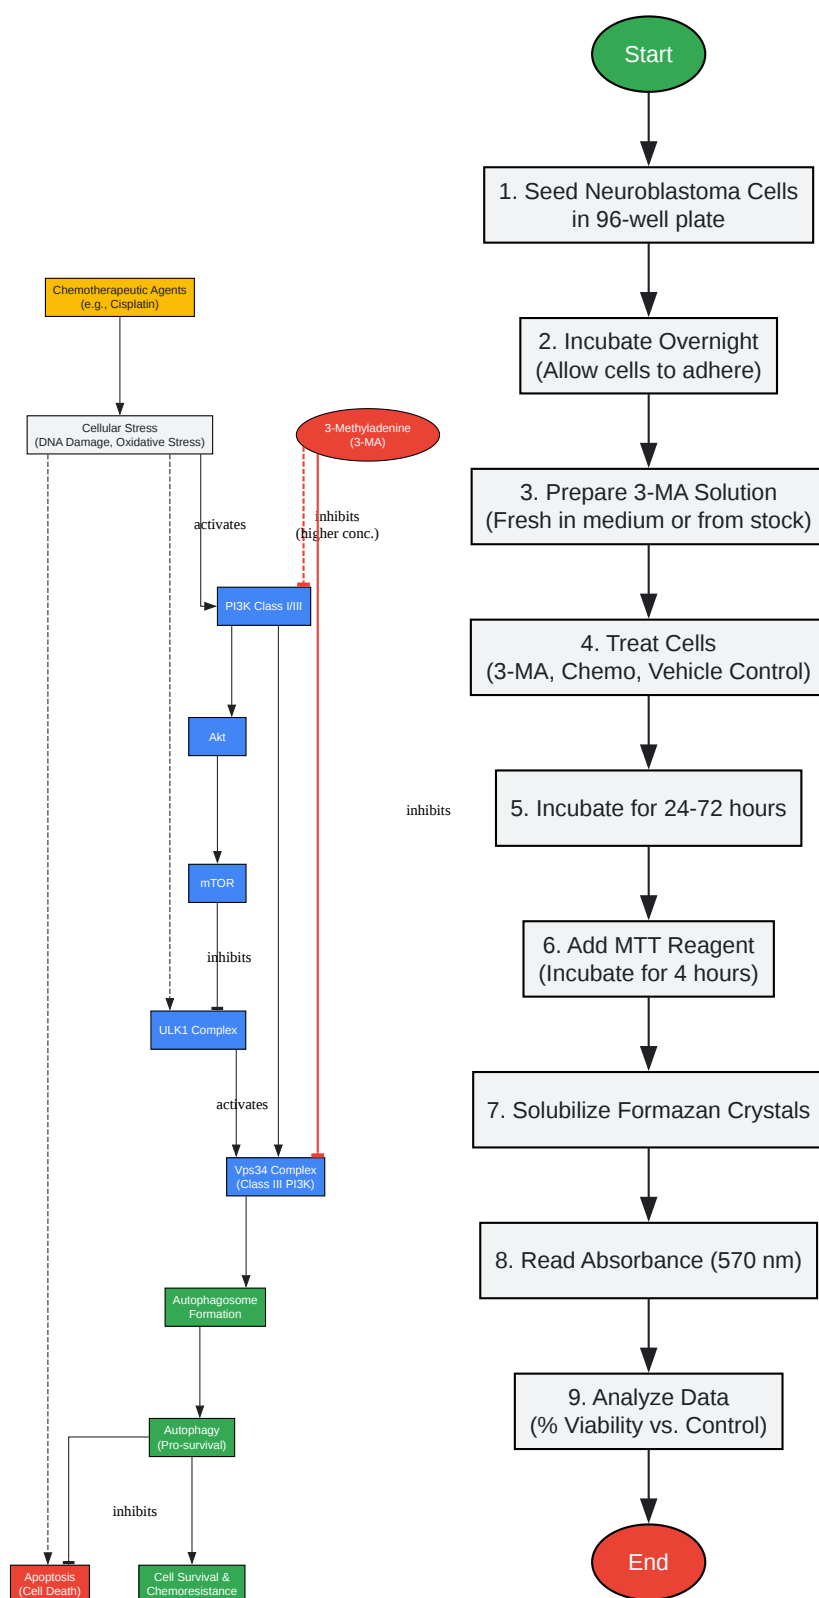 Chemotherapeutic Agents
(e.g., Cisplatin)
Cellular Stress
(DNA Damage, Oxidative Stress)
3-Methyladenine
(3-MA)
activates
inhibits
(higher conc.)
PI3K Class I/III
Akt
inhibits
mTOR
inhibits
ULK1 Complex
activates
Vps34 Complex
(Class III PI3K)
Autophagosome
Formation
Autophagy
(Pro-survival)
inhibits
Apoptosis
(Cell Death)
Cell Survival &
Chemoresistance
Start
1. Seed Neuroblastoma Cells
in 96-well plate
2. Incubate Overnight
(Allow cells to adhere)
3. Prepare 3-MA Solution
(Fresh in medium or from stock)
4. Treat Cells
(3-MA, Chemo, Vehicle Control)
5. Incubate for 24-72 hours
6. Add MTT Reagent
(Incubate for 4 hours)
7. Solubilize Formazan Crystals
8. Read Absorbance (570 nm)
9. Analyze Data
(% Viability vs. Control)
End